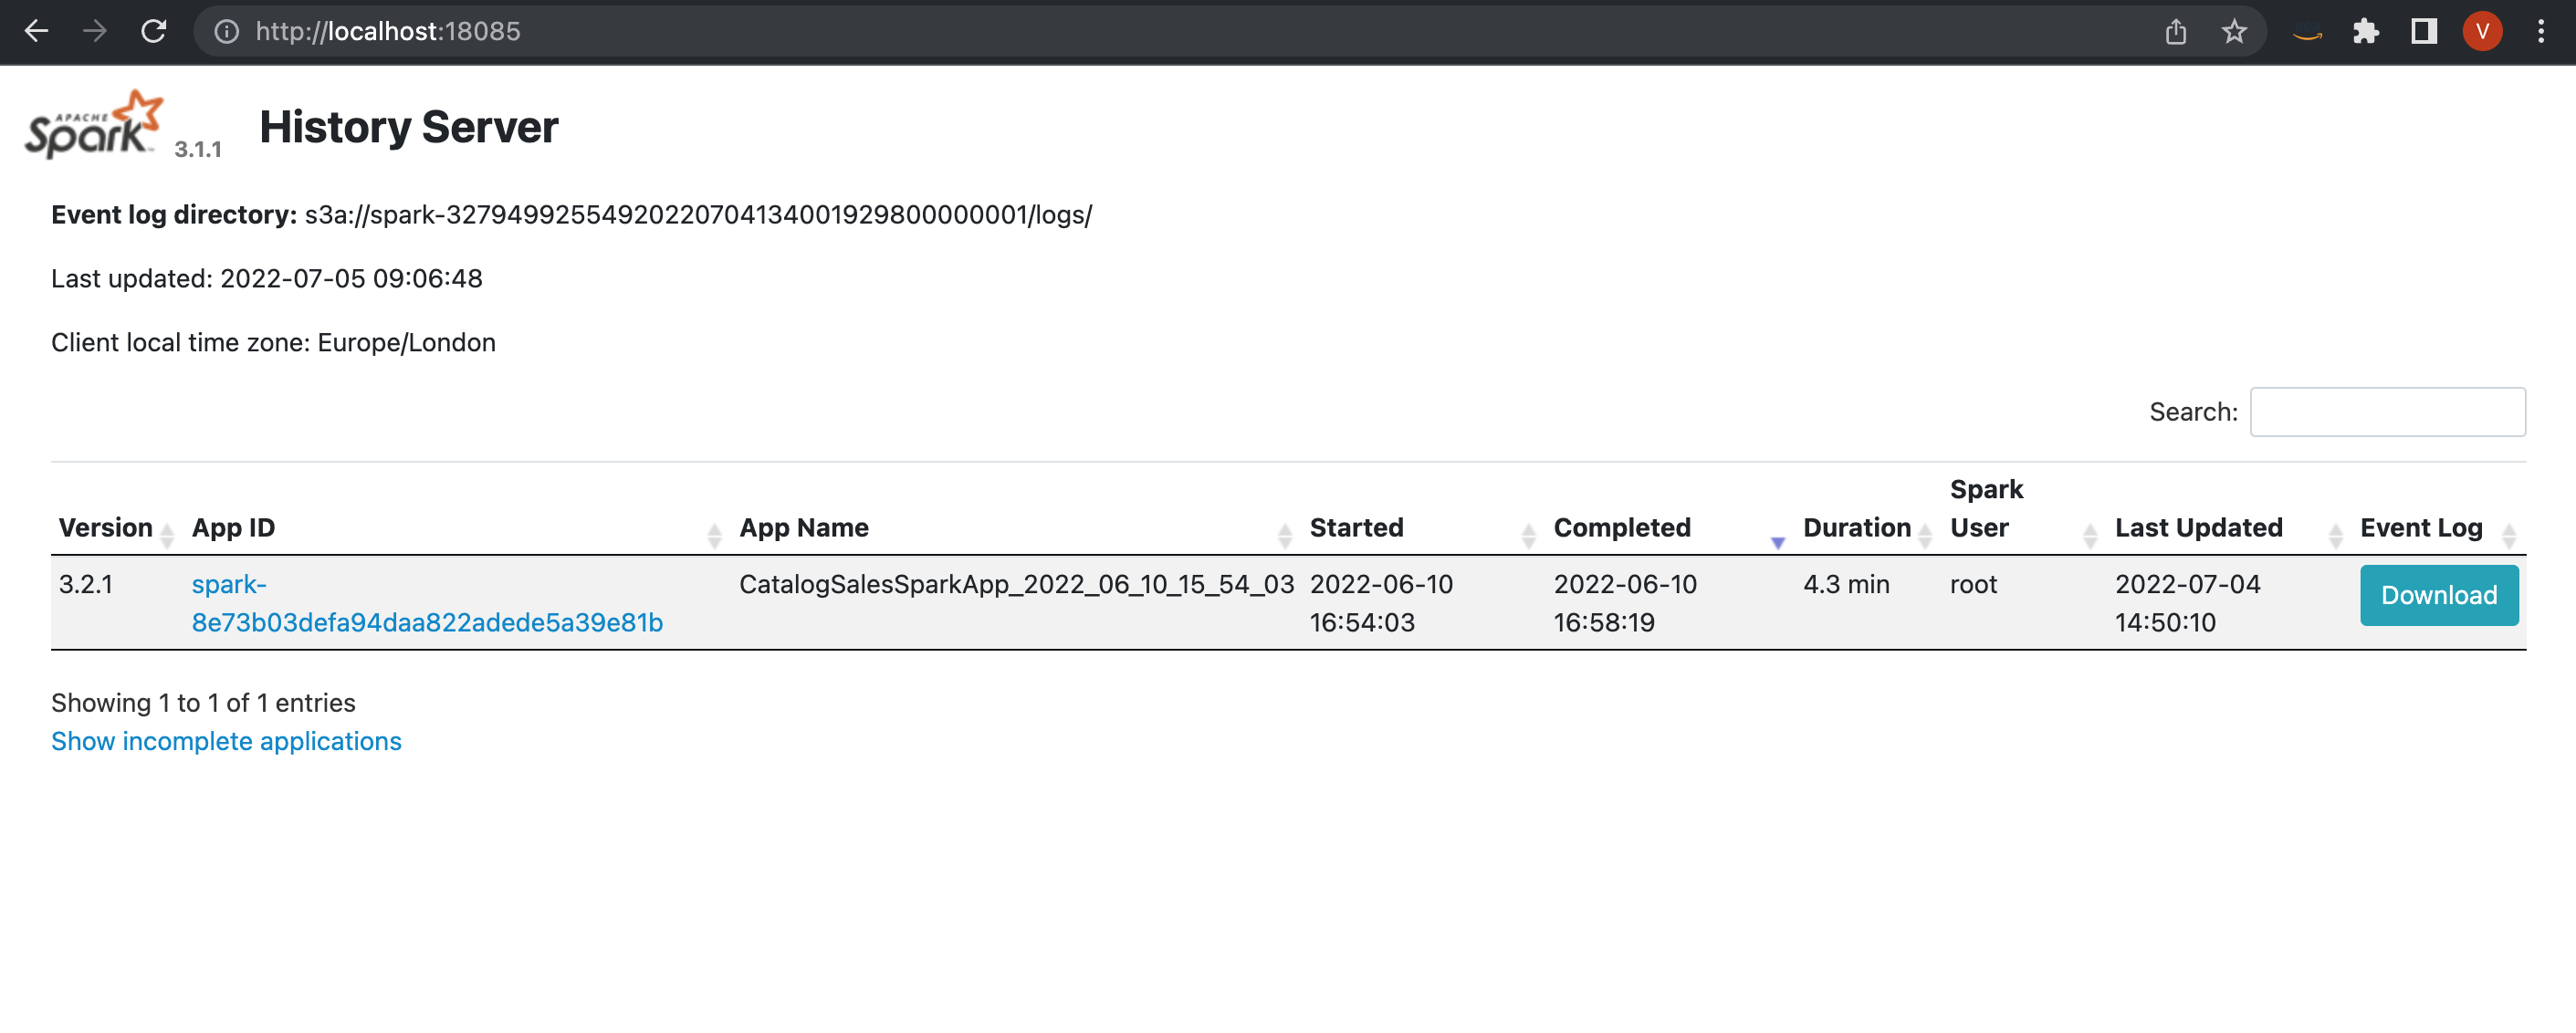 http://localhost:18085
V
APACHE
Spark 3.1.1 History Server
Event log directory: s3a://spark-32794992554920220704134001929800000001/logs/
Last updated: 2022-07-05 09:06:48
Client local time zone: Europe/London
Search:
Version App ID App Name Started Completed Duration Spark User Last Updated Event Log
3.2.1 spark- CatalogSalesSparkApp_2022_06_10_15_54_03 2022-06-10 2022-06-10 4.3 min root 2022-07-04 Download
8e73b03defa94daa822adede5a39e81b 16:54:03 16:58:19 14:50:10
Showing 1 to 1 of 1 entries
Show incomplete applications